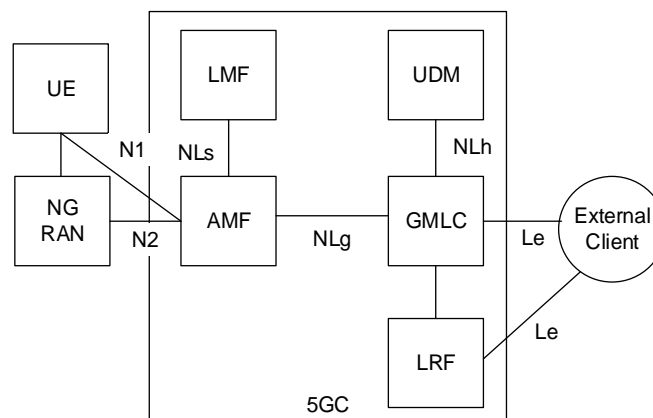 UE
LMF
UDM
N1
NLs
NLh
NG
RAN
N2
AMF
NLg
GMLC
Le
External
Client
LRF
Le
5GC